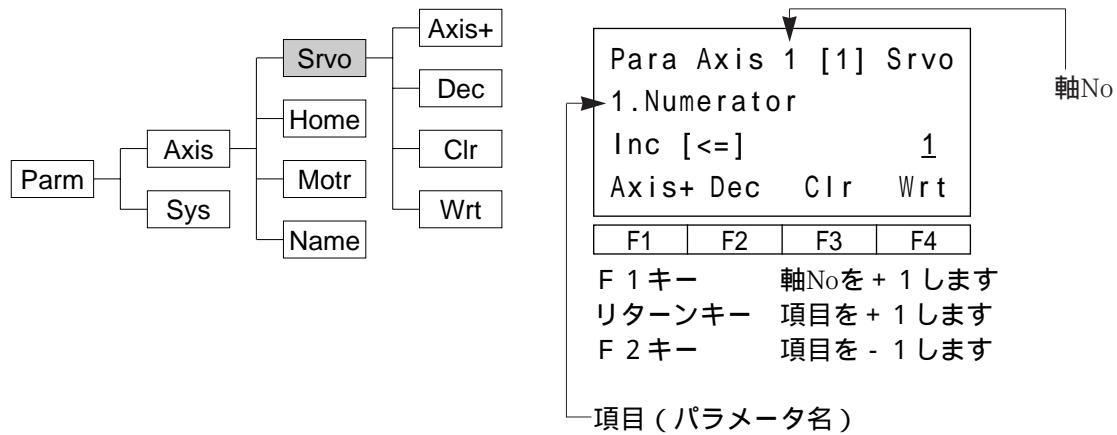 Parm
Axis
Sys
Srvo
Home
Motr
Name
Axis+
Dec
Clr
Wrt
Para Axis 1 [1] Srvo
1.Numerator
Inc [<=] 1
Axis+ Dec Clr Wrt
F1 F2 F3 F4
軸No
F1キー 軸Noを+1します
リターンキー 項目を+1します
F2キー 項目を-1します
項目(パラメータ名)